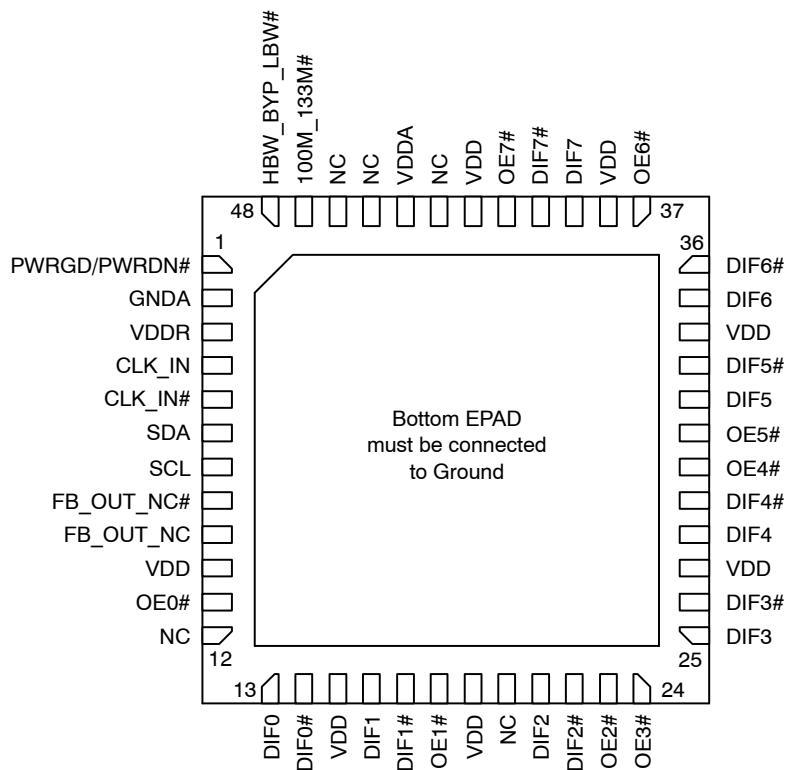 HBW_BYP_LBW#
100M_133M#
NC
NC
VDDA
NC
VDD
OE7#
DIF7#
DIF7
VDD
OE6#
48
37
1
36
PWRGD/PWRDN#
GNDA
VDDR
CLK_IN
CLK_IN#
SDA
SCL
FB_OUT_NC#
FB_OUT_NC
VDD
OE0#
NC
Bottom EPAD
must be connected
to Ground
DIF6#
DIF6
VDD
DIF5#
DIF5
OE5#
OE4#
DIF4#
DIF4
VDD
DIF3#
DIF3
12
25
13
24
DIF0
DIF0#
VDD
DIF1
DIF1#
OE1#
VDD
NC
DIF2
DIF2#
OE2#
OE3#